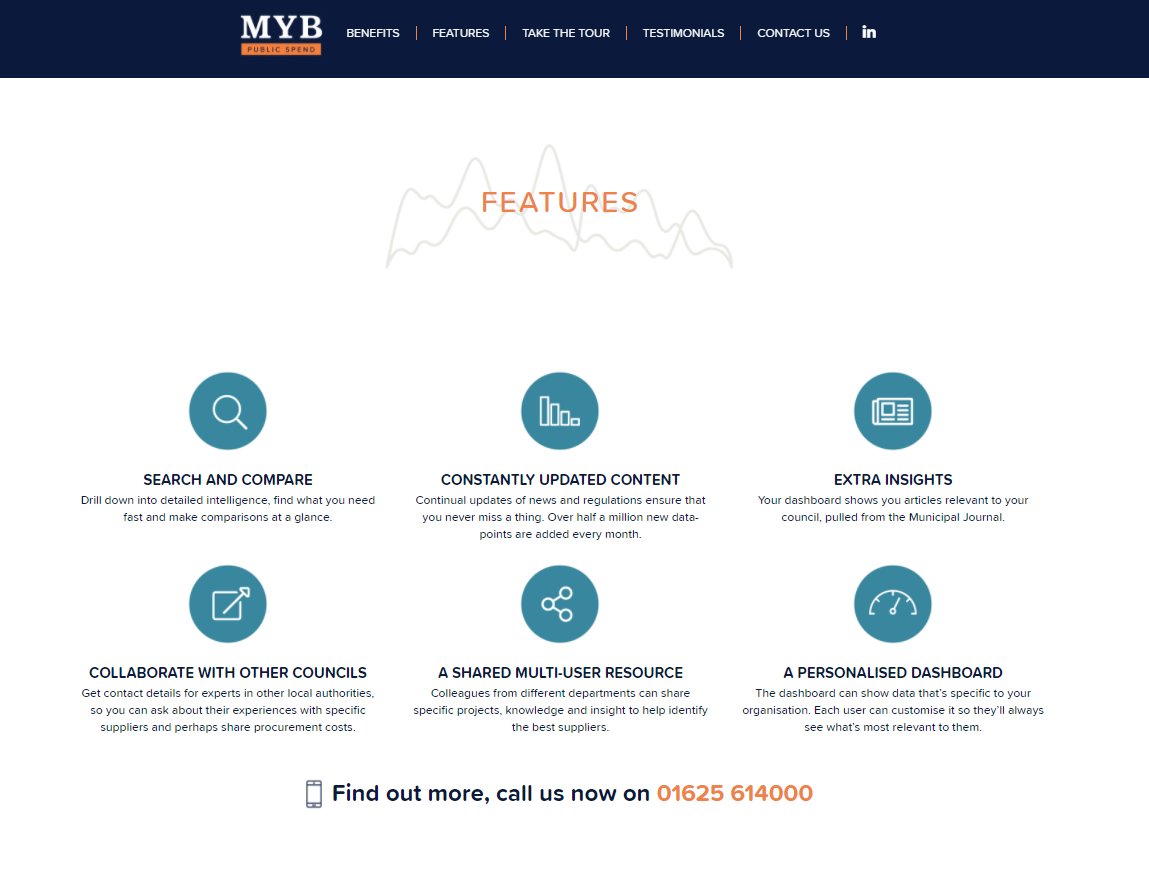 MYB
PUBLIC SPEND
BENEFITS
FEATURES
TAKE THE TOUR
TESTIMONIALS
CONTACT US
in
FEATURES
SEARCH AND COMPARE
Drill down into detailed intelligence, find what you need
fast and make comparisons at a glance.
CONSTANTLY UPDATED CONTENT
Continual updates of news and regulations ensure that
you never miss a thing. Over half a million new data-
points are added every month.
EXTRA INSIGHTS
Your dashboard shows you articles relevant to your
council, pulled from the Municipal Journal.
COLLABORATE WITH OTHER COUNCILS
Get contact details for experts in other local authorities,
so you can ask about their experiences with specific
suppliers and perhaps share procurement costs.
A SHARED MULTI-USER RESOURCE
Colleagues from different departments can share
specific projects, knowledge and insight to help identify
the best suppliers.
A PERSONALISED DASHBOARD
The dashboard can show data that's specific to your
organisation. Each user can customise it so they'll always
see what's most relevant to them.
Find out more, call us now on 01625 614000